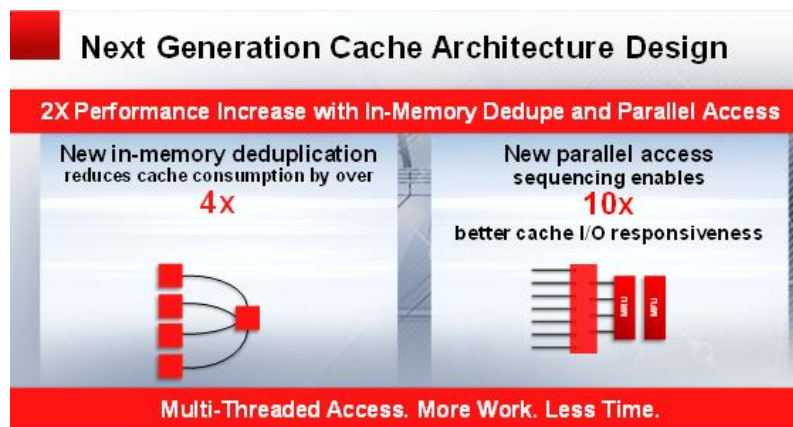 Next Generation Cache Architecture Design
2X Performance Increase with In-Memory Dedupe and Parallel Access
New in-memory deduplication
reduces cache consumption by over
4x
New parallel access
sequencing enables
10x
better cache I/O responsiveness
Multi-Threaded Access. More Work. Less Time.